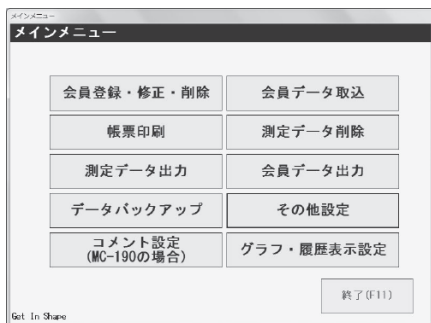 メインメニュー
メインメニュー
会員登録・修正・削除
会員データ取込
帳票印刷
測定データ削除
測定データ出力
会員データ出力
データバックアップ
その他設定
コメント設定
(MC-190の場合)
グラフ・履歴表示設定
終了(F11)
Get In Shape